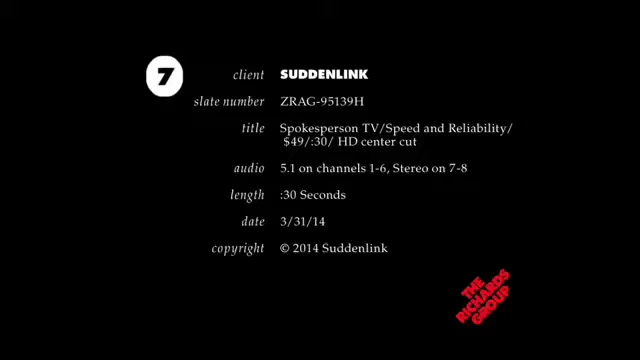 7
client SUDDENLINK
slate number ZRAG-95139H
title Spokesperson TV/Speed and Reliability/
$49/:30/ HD center cut
audio 5.1 on channels 1-6, Stereo on 7-8
length :30 Seconds
date 3/31/14
copyright © 2014 Suddenlink
THE
RICHARDS
GROUP